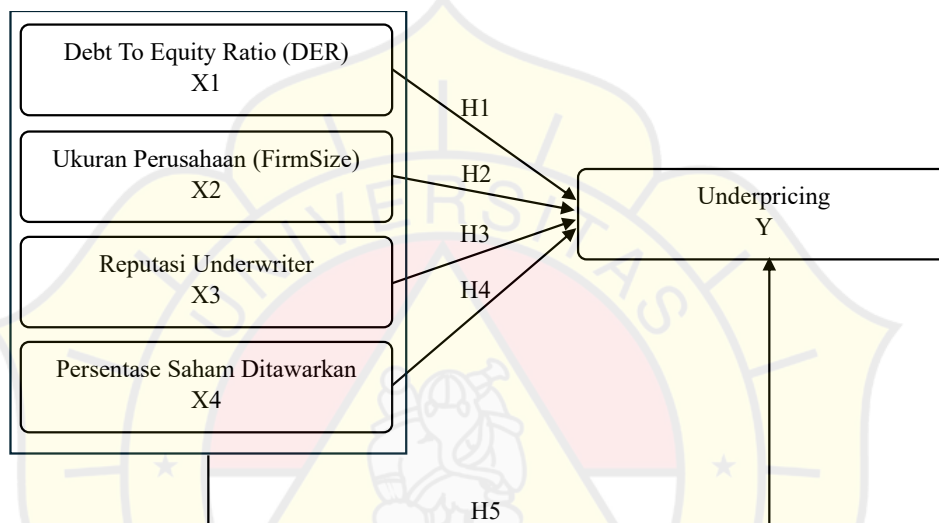 Debt To Equity Ratio (DER)
X1
H1
Ukuran Perusahaan (FirmSize)
X2
H2
Underpricing
Y
Reputasi Underwriter
X3
H3
H4
Persentase Saham Ditawarkan
X4
H5
UNIVERSITAS